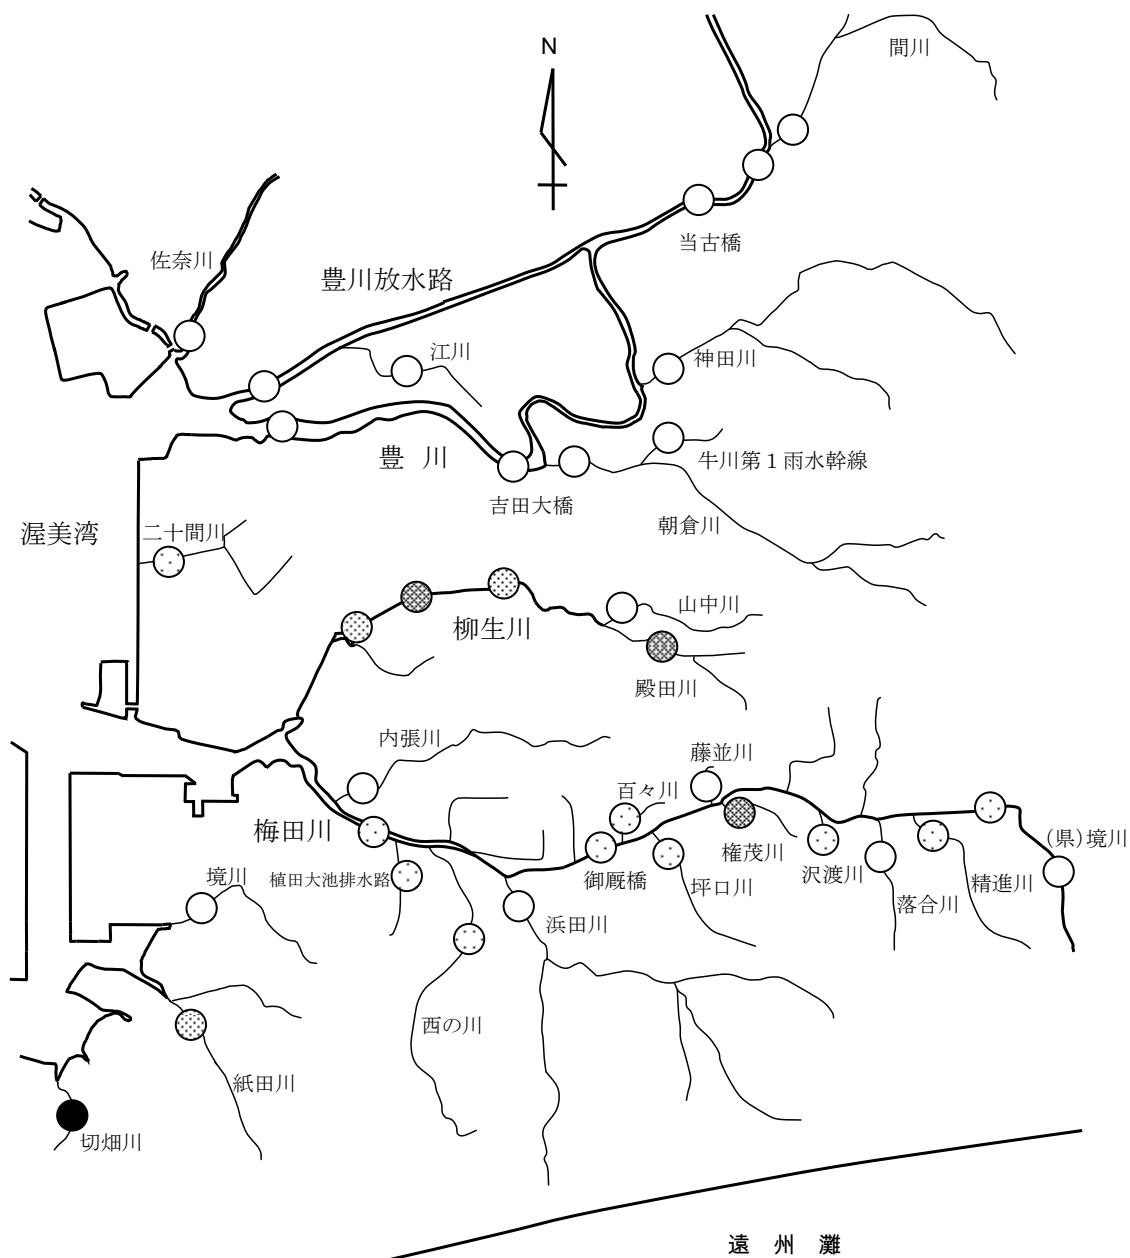 N
間川
当古橋
佐奈川
豊川放水路
江川
神田川
豊 川
牛川第1雨水幹線
吉田大橋
朝倉川
渥美湾
二十間川
山中川
柳生川
殿田川
内張川
藤並川
百々川
梅田川
権茂川
(県)境川
御厩橋
沢渡川
境川
植田大池排水路
坪口川
精進川
落合川
浜田川
西の川
紙田川
切畑川
遠 州 灘